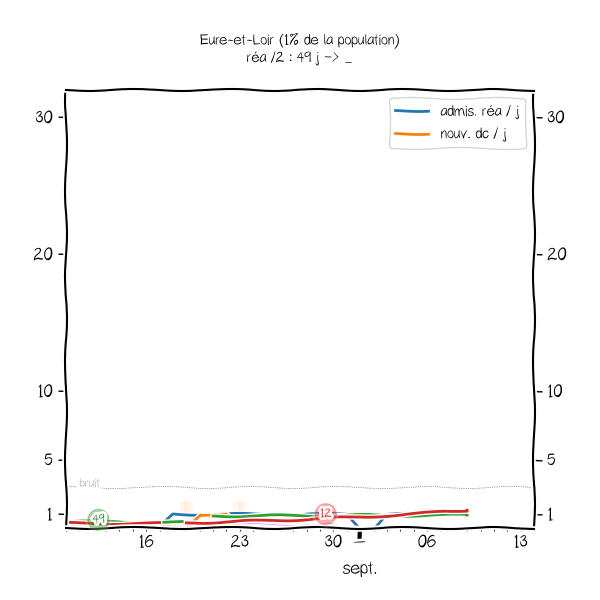 Eure-et-Loir (1% de la population)
réa /2 : 49 j -> _
admis. réa / j
nouv. dc / j
30
30
20
20
10
10
5
5
bruit
1
1
49
12
16
23
30
06
13
sept.